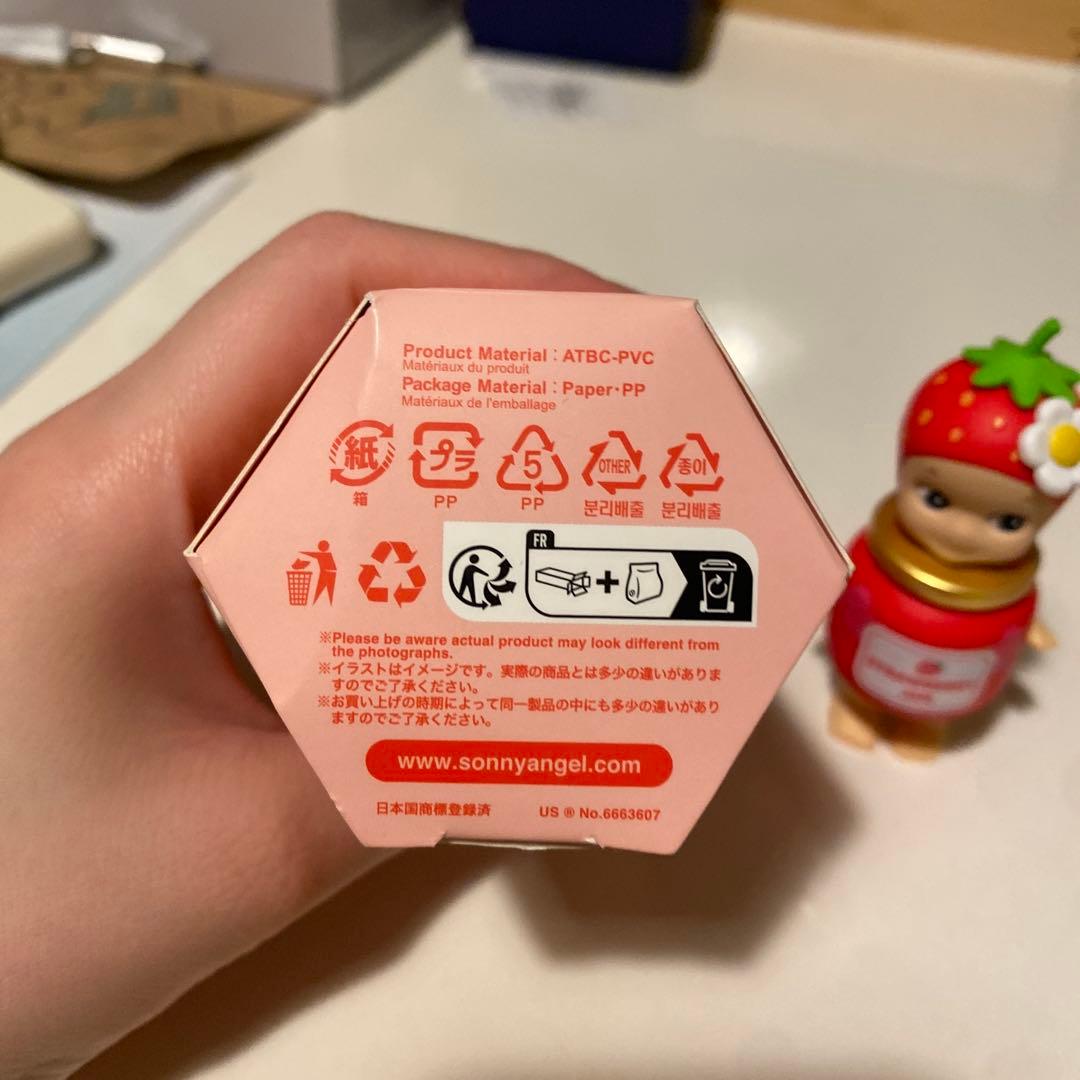 Product Material : ATBC-PVC
Matériaux du produit
Package Material : Paper・PP
Matériaux de l'emballage
紙 プラ 5 OTHER 종이
箱 PP PP 분리배출 분리배출
FR
※Please be aware actual product may look different from
the photographs.
※イラストはイメージです。実際の商品とは多少の違いがありま
すのでご了承ください。
※お買い上げの時期によって同一製品の中にも多少の違いがあり
ますのでご了承ください。
www.sonnyangel.com
日本国商標登録済 US ® No.6663607